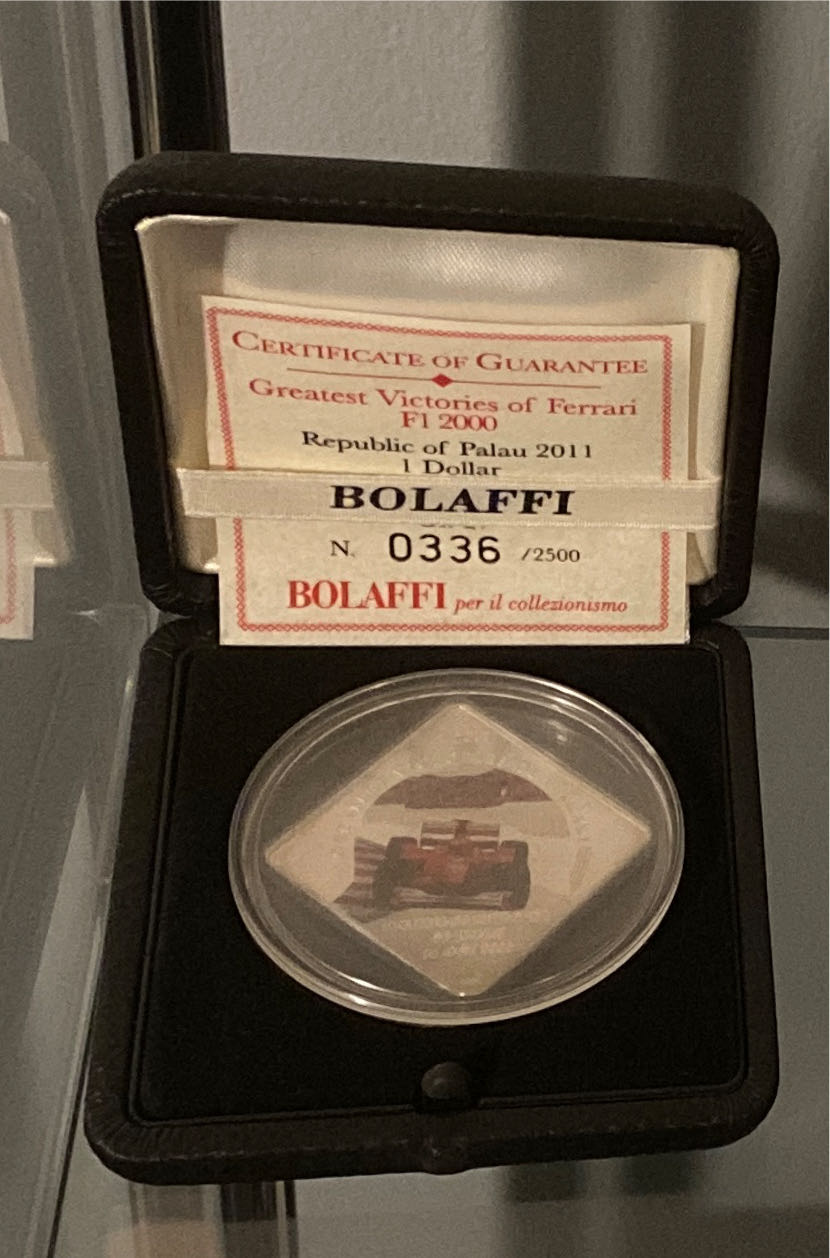 CERTIFICATE OF GUARANTEE
Greatest Victories of Ferrari
F1 2000
Republic of Palau 2011
1 Dollar
BOLAFFI
N. 0336 /2500
BOLAFFI per il collezionismo